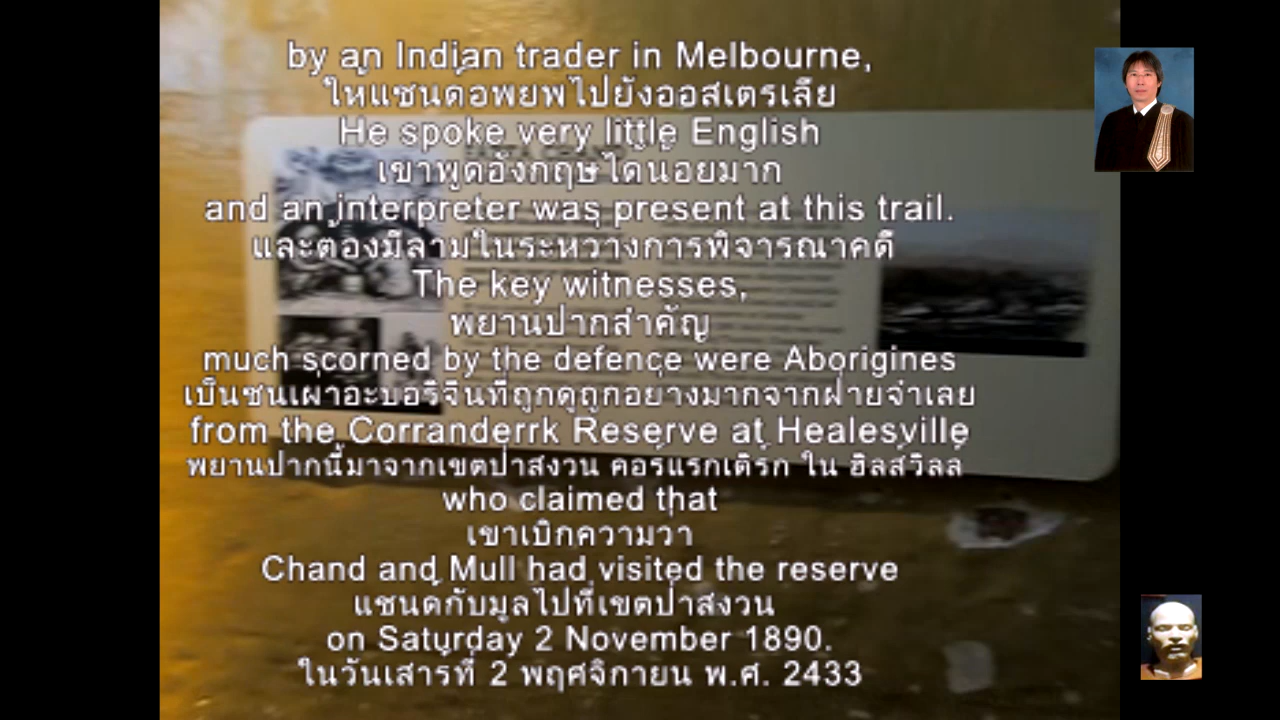 by an Indian trader in Melbourne,
ให้แชนด์อพยพไปยังออสเตรเลีย
He spoke very little English
เขาพูดอังกฤษได้น้อยมาก
and an interpreter was present at this trail.
และต้องมีล่ามในระหว่างการพิจารณาคดี
The key witnesses,
พยานปากสำคัญ
much scorned by the defence were Aborigines
เป็นชนเผ่าอะบอริจินที่ถูกดูถูกอย่างมากจากฝ่ายจำเลย
from the Corranderrk Reserve at Healesville
พยานปากนี้มาจากเขตป่าสงวน คอร์แรกเดิร์ก ใน ฮิลส์วิลล์
who claimed that
เขาเบิกความว่า
Chand and Mull had visited the reserve
แชนด์กับมูลไปที่เขตป่าสงวน
on Saturday 2 November 1890.
ในวันเสาร์ที่ 2 พฤศจิกายน พ.ศ. 2433